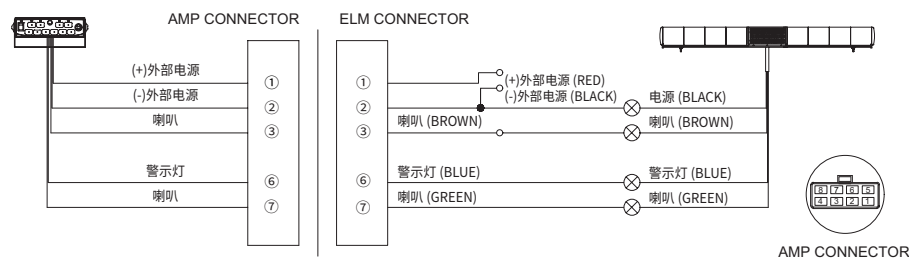 AMP CONNECTOR
ELM CONNECTOR
(+)外部电源
(-)外部电源
喇叭
警示灯
喇叭
①
②
③
⑥
⑦
①
②
③
⑥
⑦
(+)外部电源 (RED)
(-)外部电源 (BLACK)
喇叭 (BROWN)
警示灯 (BLUE)
喇叭 (GREEN)
电源 (BLACK)
喇叭 (BROWN)
警示灯 (BLUE)
喇叭 (GREEN)
8 7 6 5
4 3 2 1
AMP CONNECTOR